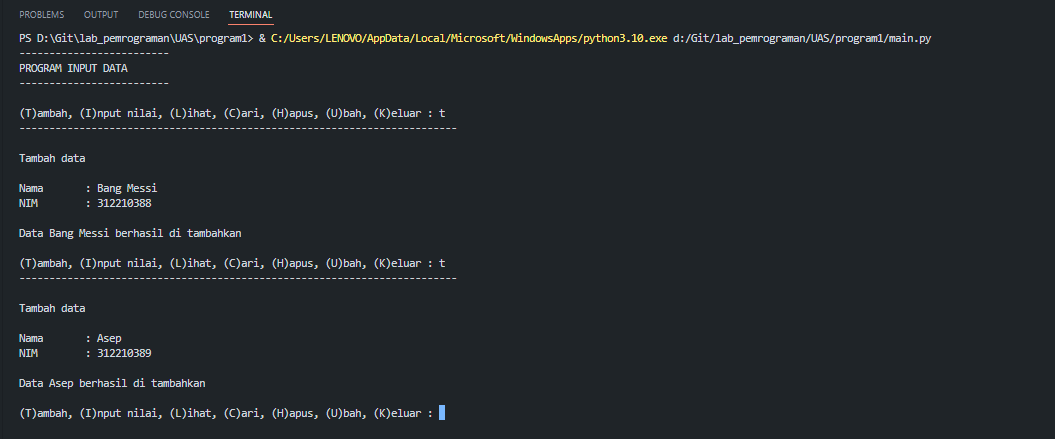 PROBLEMS OUTPUT DEBUG CONSOLE TERMINAL
PS D:\Git\lab_pemrograman\UAS\program1> & C:/Users/LENOVO/AppData/Local/Microsoft/WindowsApps/python3.10.exe d:/Git/lab_pemrograman/UAS/program1/main.py
-------------------------
PROGRAM INPUT DATA
-------------------------
(T)ambah, (I)nput nilai, (L)ihat, (C)ari, (H)apus, (U)bah, (K)eluar : t
-------------------------------------------------------------------------
Tambah data
Nama : Bang Messi
NIM : 312210388
Data Bang Messi berhasil di tambahkan
(T)ambah, (I)nput nilai, (L)ihat, (C)ari, (H)apus, (U)bah, (K)eluar : t
-------------------------------------------------------------------------
Tambah data
Nama : Asep
NIM : 312210389
Data Asep berhasil di tambahkan
(T)ambah, (I)nput nilai, (L)ihat, (C)ari, (H)apus, (U)bah, (K)eluar :